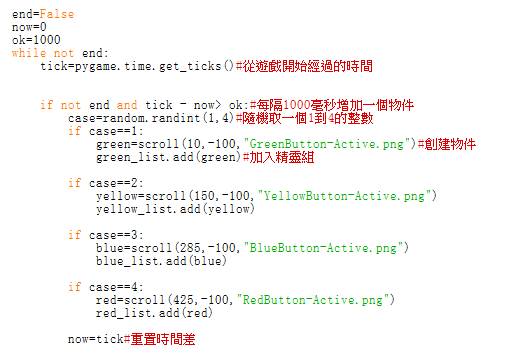 end=False
now=0
ok=1000
while not end:
    tick=pygame.time.get_ticks()#從遊戲開始經過的時間
    if not end and tick - now> ok:#每隔1000毫秒增加一個物件
        case=random.randint(1,4)#隨機取一個1到4的整數
        if case==1:
            green=scroll(10,-100,"GreenButton-Active.png")#創建物件
            green_list.add(green)#加入精靈組
        if case==2:
            yellow=scroll(150,-100,"YellowButton-Active.png")
            yellow_list.add(yellow)
        if case==3:
            blue=scroll(285,-100,"BlueButton-Active.png")
            blue_list.add(blue)
        if case==4:
            red=scroll(425,-100,"RedButton-Active.png")
            red_list.add(red)
        now=tick#重置時間差